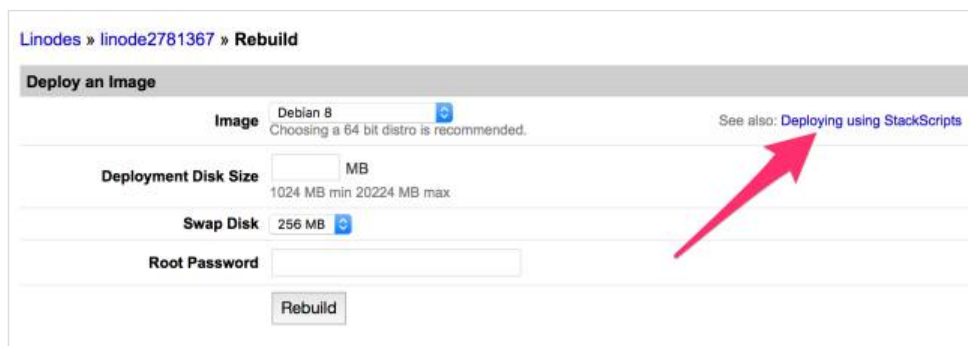 Linodes » linode2781367 » Rebuild
Deploy an Image
Image Debian 8 See also: Deploying using StackScripts
Choosing a 64 bit distro is recommended.
Deployment Disk Size MB
1024 MB min 20224 MB max
Swap Disk 256 MB
Root Password
Rebuild